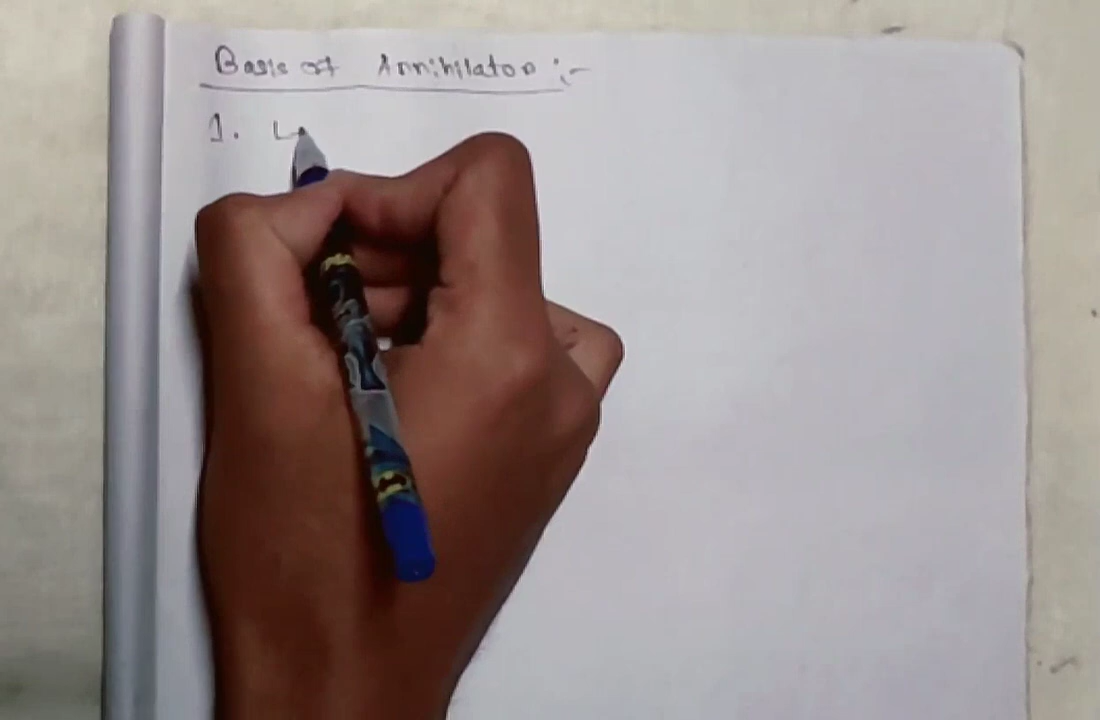 Basis of Annihilator :-
1. L